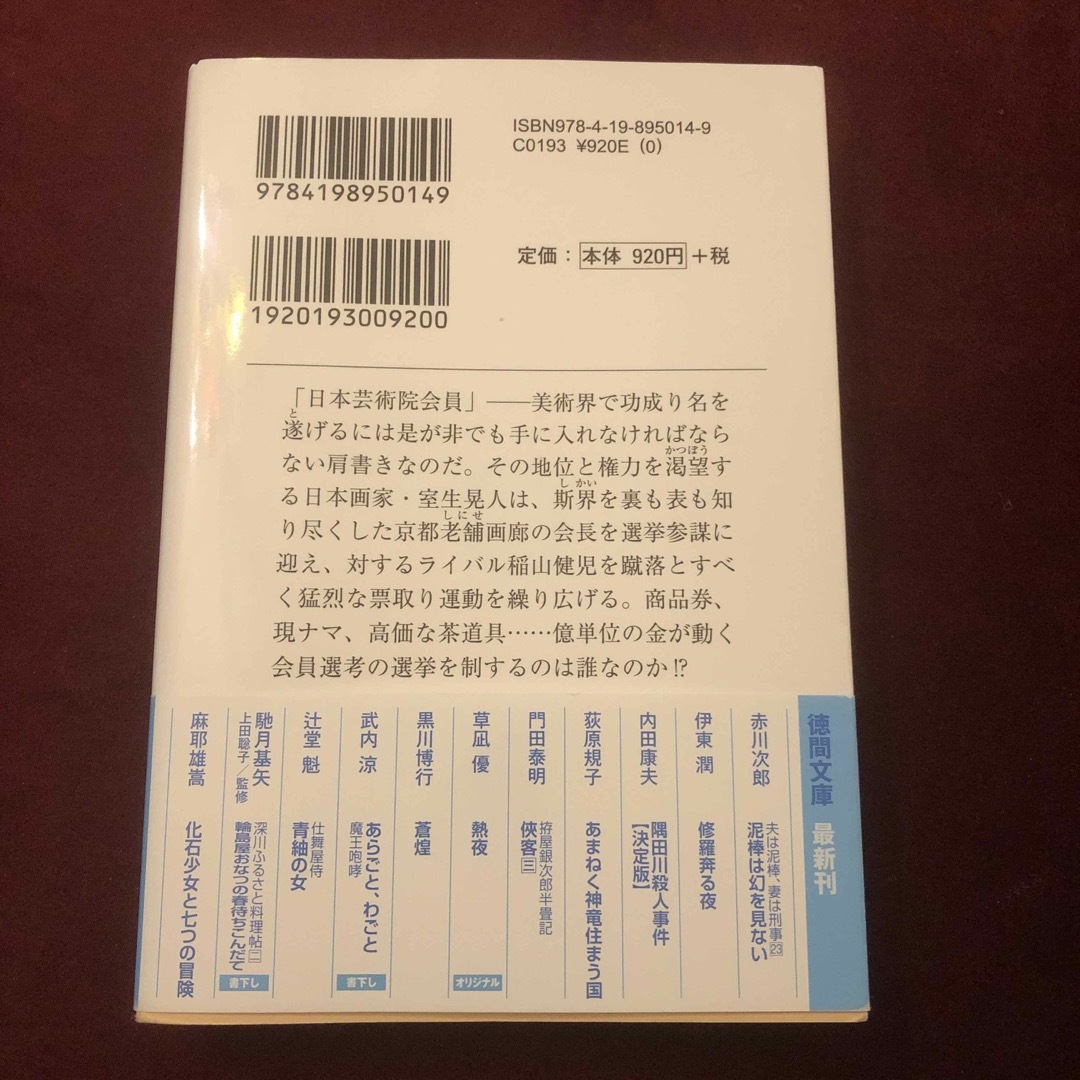 ISBN978-4-19-895014-9
C0193 ¥920E (0)
9784198950149
定価：本体 920円＋税
1920193009200
「日本芸術院会員」──美術界で功成り名を
と
遂げるには是が非でも手に入れなければなら
かつぼう
ない肩書きなのだ。その地位と権力を渇望す
しかい
る日本画家・室生晃人は、斯界を裏も表も知
しにせ
り尽くした京都老舗画廊の会長を選挙参謀に
迎え、対するライバル稲山健児を蹴落とすべ
く猛烈な票取り運動を繰り広げる。商品券、
現ナマ、高価な茶道具……億単位の金が動く
会員選考の選挙を制するのは誰なのか⁉
徳間文庫 最新刊
赤川次郎
夫は泥棒、妻は刑事23
泥棒は幻を見ない
伊東 潤
修羅奔る夜
内田康夫
隅田川殺人事件
【決定版】
荻原規子
あまねく神竜住まう国
門田泰明
拵屋銀次郎半畳記
俠客三
草凪 優
熱夜
オリジナル
黒川博行
蒼煌
武内 涼
魔王咆哮
あらごと、わごと
書下し
辻堂 魁
仕舞屋侍
青紬の女
馳月基矢
上田聡子／監修
深川ふるさと料理帖二
輪島屋おなつの春待ちこんだて
書下し
麻耶雄嵩
化石少女と七つの冒険